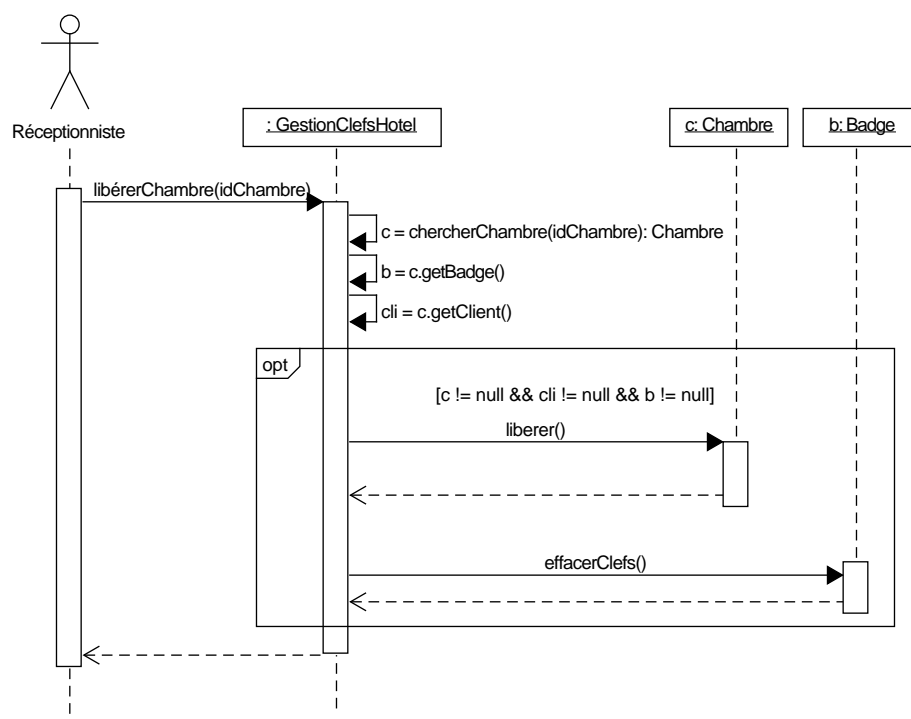 Réceptionniste
: GestionClefsHotel
c: Chambre
b: Badge
libérerChambre(idChambre)
c = chercherChambre(idChambre): Chambre
b = c.getBadge()
cli = c.getClient()
opt
[c != null && cli != null && b != null]
liberer()
effacerClefs()